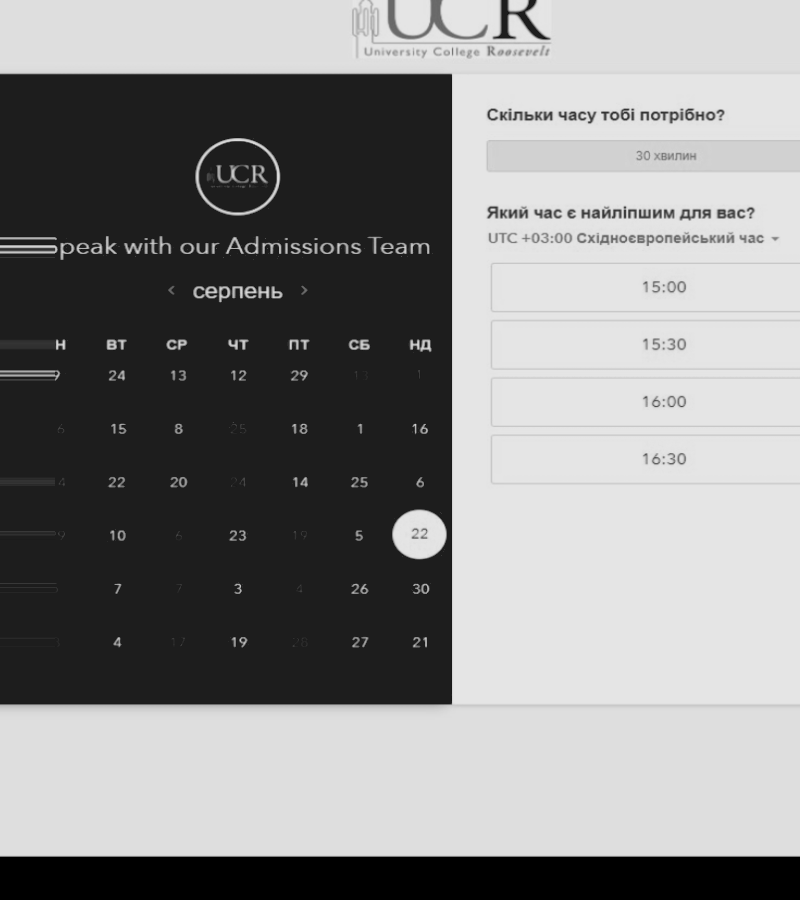 UCR
University College Roosevelt
UCR
peak with our Admissions Team
серпень
Н ВТ СР ЧТ ПТ СБ НД
24 13 12 29 13 1
6 15 8 25 18 1 16
4 22 20 24 14 25 6
9 10 6 23 19 5 22
7 7 3 4 26 30
4 17 19 28 27 21
Скільки часу тобі потрібно?
30 хвилин
Який час є найліпшим для вас?
UTC +03:00 Східноєвропейський час
15:00
15:30
16:00
16:30